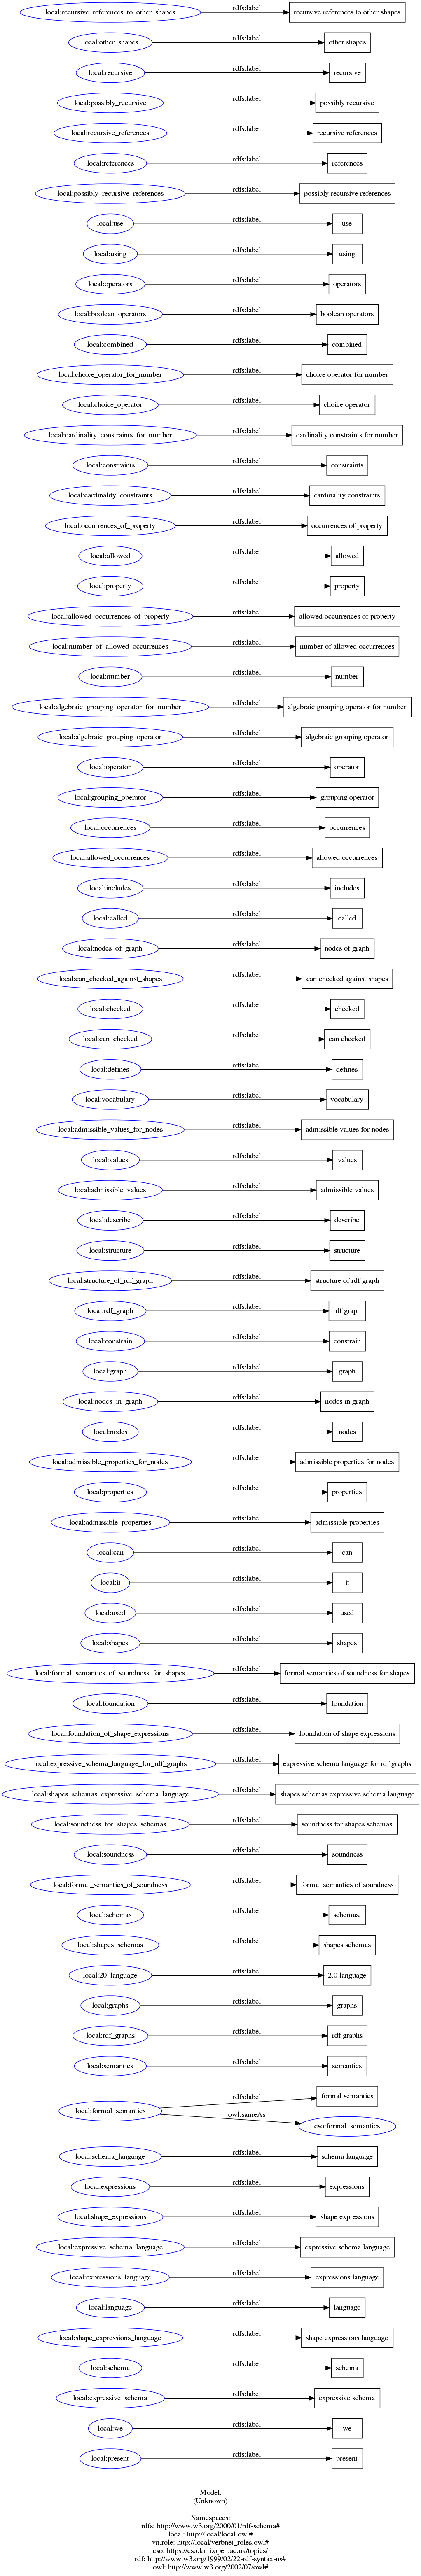 local:recursive_references_to_other_shapes rdfs:label recursive references to other shapes
local:other_shapes rdfs:label other shapes
local:recursive rdfs:label recursive
local:possibly_recursive rdfs:label possibly recursive
local:recursive_references rdfs:label recursive references
local:references rdfs:label references
local:possibly_recursive_references rdfs:label possibly recursive references
local:use rdfs:label use
local:using rdfs:label using
local:operators rdfs:label operators
local:boolean_operators rdfs:label boolean operators
local:combined rdfs:label combined
local:choice_operator_for_number rdfs:label choice operator for number
local:choice_operator rdfs:label choice operator
local:cardinality_constraints_for_number rdfs:label cardinality constraints for number
local:constraints rdfs:label constraints
local:cardinality_constraints rdfs:label cardinality constraints
local:occurrences_of_property rdfs:label occurrences of property
local:allowed rdfs:label allowed
local:property rdfs:label property
local:allowed_occurrences_of_property rdfs:label allowed occurrences of property
local:number_of_allowed_occurrences rdfs:label number of allowed occurrences
local:number rdfs:label number
local:algebraic_grouping_operator_for_number rdfs:label algebraic grouping operator for number
local:algebraic_grouping_operator rdfs:label algebraic grouping operator
local:operator rdfs:label operator
local:grouping_operator rdfs:label grouping operator
local:occurrences rdfs:label occurrences
local:allowed_occurrences rdfs:label allowed occurrences
local:includes rdfs:label includes
local:called rdfs:label called
local:nodes_of_graph rdfs:label nodes of graph
local:can_checked_against_shapes rdfs:label can checked against shapes
local:checked rdfs:label checked
local:can_checked rdfs:label can checked
local:defines rdfs:label defines
local:vocabulary rdfs:label vocabulary
local:admissible_values_for_nodes rdfs:label admissible values for nodes
local:values rdfs:label values
local:admissible_values rdfs:label admissible values
local:describe rdfs:label describe
local:structure rdfs:label structure
local:structure_of_rdf_graph rdfs:label structure of rdf graph
local:rdf_graph rdfs:label rdf graph
local:constrain rdfs:label constrain
local:graph rdfs:label graph
local:nodes_in_graph rdfs:label nodes in graph
local:nodes rdfs:label nodes
local:admissible_properties_for_nodes rdfs:label admissible properties for nodes
local:properties rdfs:label properties
local:admissible_properties rdfs:label admissible properties
local:can rdfs:label can
local:it rdfs:label it
local:used rdfs:label used
local:shapes rdfs:label shapes
local:formal_semantics_of_soundness_for_shapes rdfs:label formal semantics of soundness for shapes
local:foundation rdfs:label foundation
local:foundation_of_shape_expressions rdfs:label foundation of shape expressions
local:expressive_schema_language_for_rdf_graphs rdfs:label expressive schema language for rdf graphs
local:shapes_schemas_expressive_schema_language rdfs:label shapes schemas expressive schema language
local:soundness_for_shapes_schemas rdfs:label soundness for shapes schemas
local:soundness rdfs:label soundness
local:formal_semantics_of_soundness rdfs:label formal semantics of soundness
local:schemas rdfs:label schemas,
local:shapes_schemas rdfs:label shapes schemas
local:20_language rdfs:label 2.0 language
local:graphs rdfs:label graphs
local:rdf_graphs rdfs:label rdf graphs
local:semantics rdfs:label semantics
local:formal_semantics rdfs:label formal semantics
owl:sameAs cso:formal_semantics
local:schema_language rdfs:label schema language
local:expressions rdfs:label expressions
local:shape_expressions rdfs:label shape expressions
local:expressive_schema_language rdfs:label expressive schema language
local:expressions_language rdfs:label expressions language
local:language rdfs:label language
local:shape_expressions_language rdfs:label shape expressions language
local:schema rdfs:label schema
local:expressive_schema rdfs:label expressive schema
local:we rdfs:label we
local:present rdfs:label present
Model:
(Unknown)
Namespaces:
rdfs: http://www.w3.org/2000/01/rdf-schema#
local: http://local/local.owl#
vn.role: http://local/verbnet_roles.owl#
cso: https://cso.kmi.open.ac.uk/topics/
rdf: http://www.w3.org/1999/02/22-rdf-syntax-ns#
owl: http://www.w3.org/2002/07/owl#